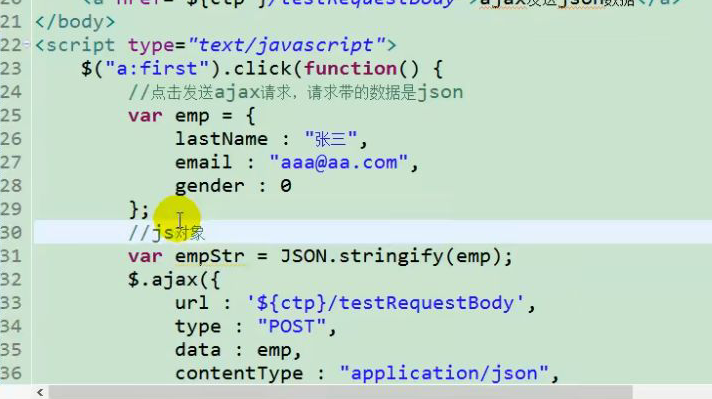 20 <a href="${ctp}/testRequestBody">ajax发送json数据</a>
21 </body>
22 <script type="text/javascript">
23 $("a:first").click(function() {
24 //点击发送ajax请求，请求带的数据是json
25 var emp = {
26 lastName : "张三",
27 email : "aaa@aa.com",
28 gender : 0
29 };
30 //js对象
31 var empStr = JSON.stringify(emp);
32 $.ajax({
33 url : '${ctp}/testRequestBody',
34 type : "POST",
35 data : emp,
36 contentType : "application/json",